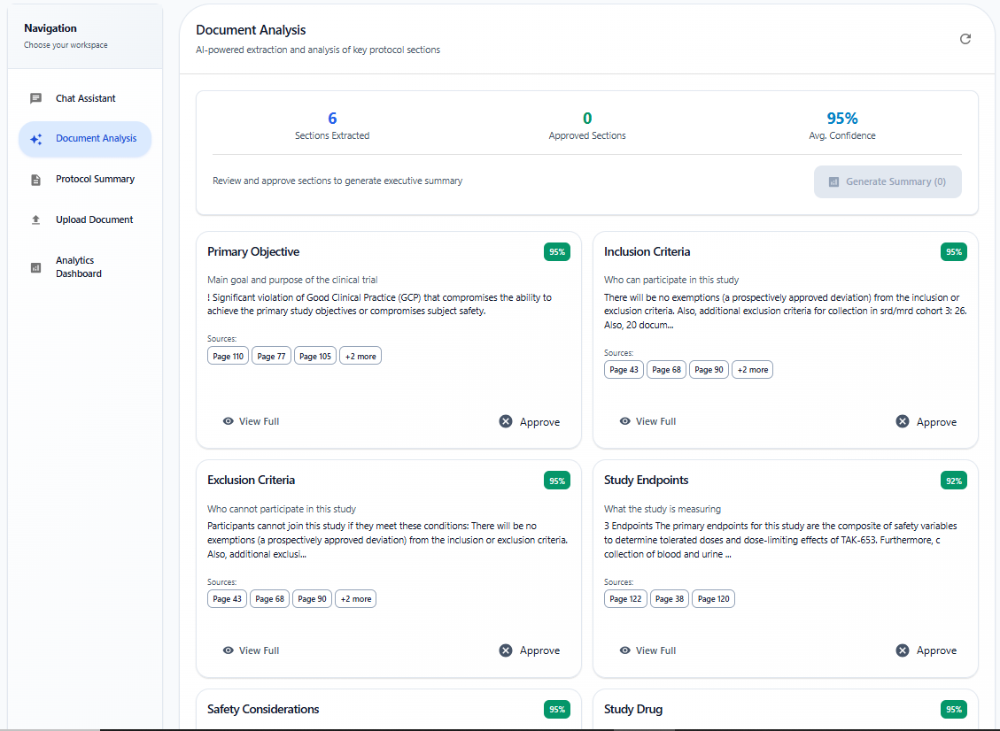 Navigation
Choose your workspace
Chat Assistant
Document Analysis
Protocol Summary
Upload Document
Analytics
Dashboard
Document Analysis
AI-powered extraction and analysis of key protocol sections
6
Sections Extracted
0
Approved Sections
95%
Avg. Confidence
Review and approve sections to generate executive summary
Generate Summary (0)
Primary Objective
95%
Main goal and purpose of the clinical trial
! Significant violation of Good Clinical Practice (GCP) that compromises the ability to
achieve the primary study objectives or compromises subject safety.
Sources:
Page 110
Page 77
Page 105
+2 more
View Full
Approve
Inclusion Criteria
95%
Who can participate in this study
There will be no exemptions (a prospectively approved deviation) from the inclusion or
exclusion criteria. Also, additional exclusion criteria for collection in srd/mrd cohort 3: 26.
Also, 20 docum...
Sources:
Page 43
Page 68
Page 90
+2 more
View Full
Approve
Exclusion Criteria
95%
Who cannot participate in this study
Participants cannot join this study if they meet these conditions: There will be no
exemptions (a prospectively approved deviation) from the inclusion or exclusion criteria.
Also, additional exclusi...
Sources:
Page 43
Page 68
Page 90
+2 more
View Full
Approve
Study Endpoints
92%
What the study is measuring
3 Endpoints The primary endpoints for this study are the composite of safety variables
to determine tolerated doses and dose-limiting effects of TAK-653. Furthermore, c
collection of blood and urine ...
Sources:
Page 122
Page 38
Page 120
View Full
Approve
Safety Considerations
95%
Study Drug
95%